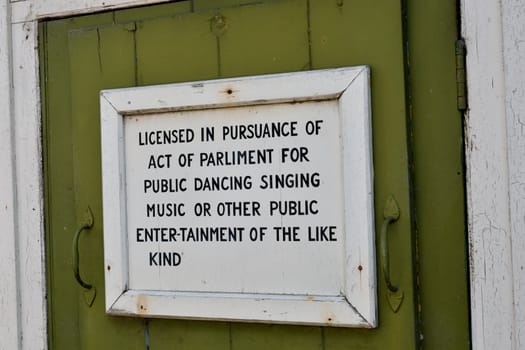 LICENSED IN PURSUANCE OF
ACT OF PARLIMENT FOR
PUBLIC DANCING SINGING
MUSIC OR OTHER PUBLIC
ENTER-TAINMENT OF THE LIKE
KIND